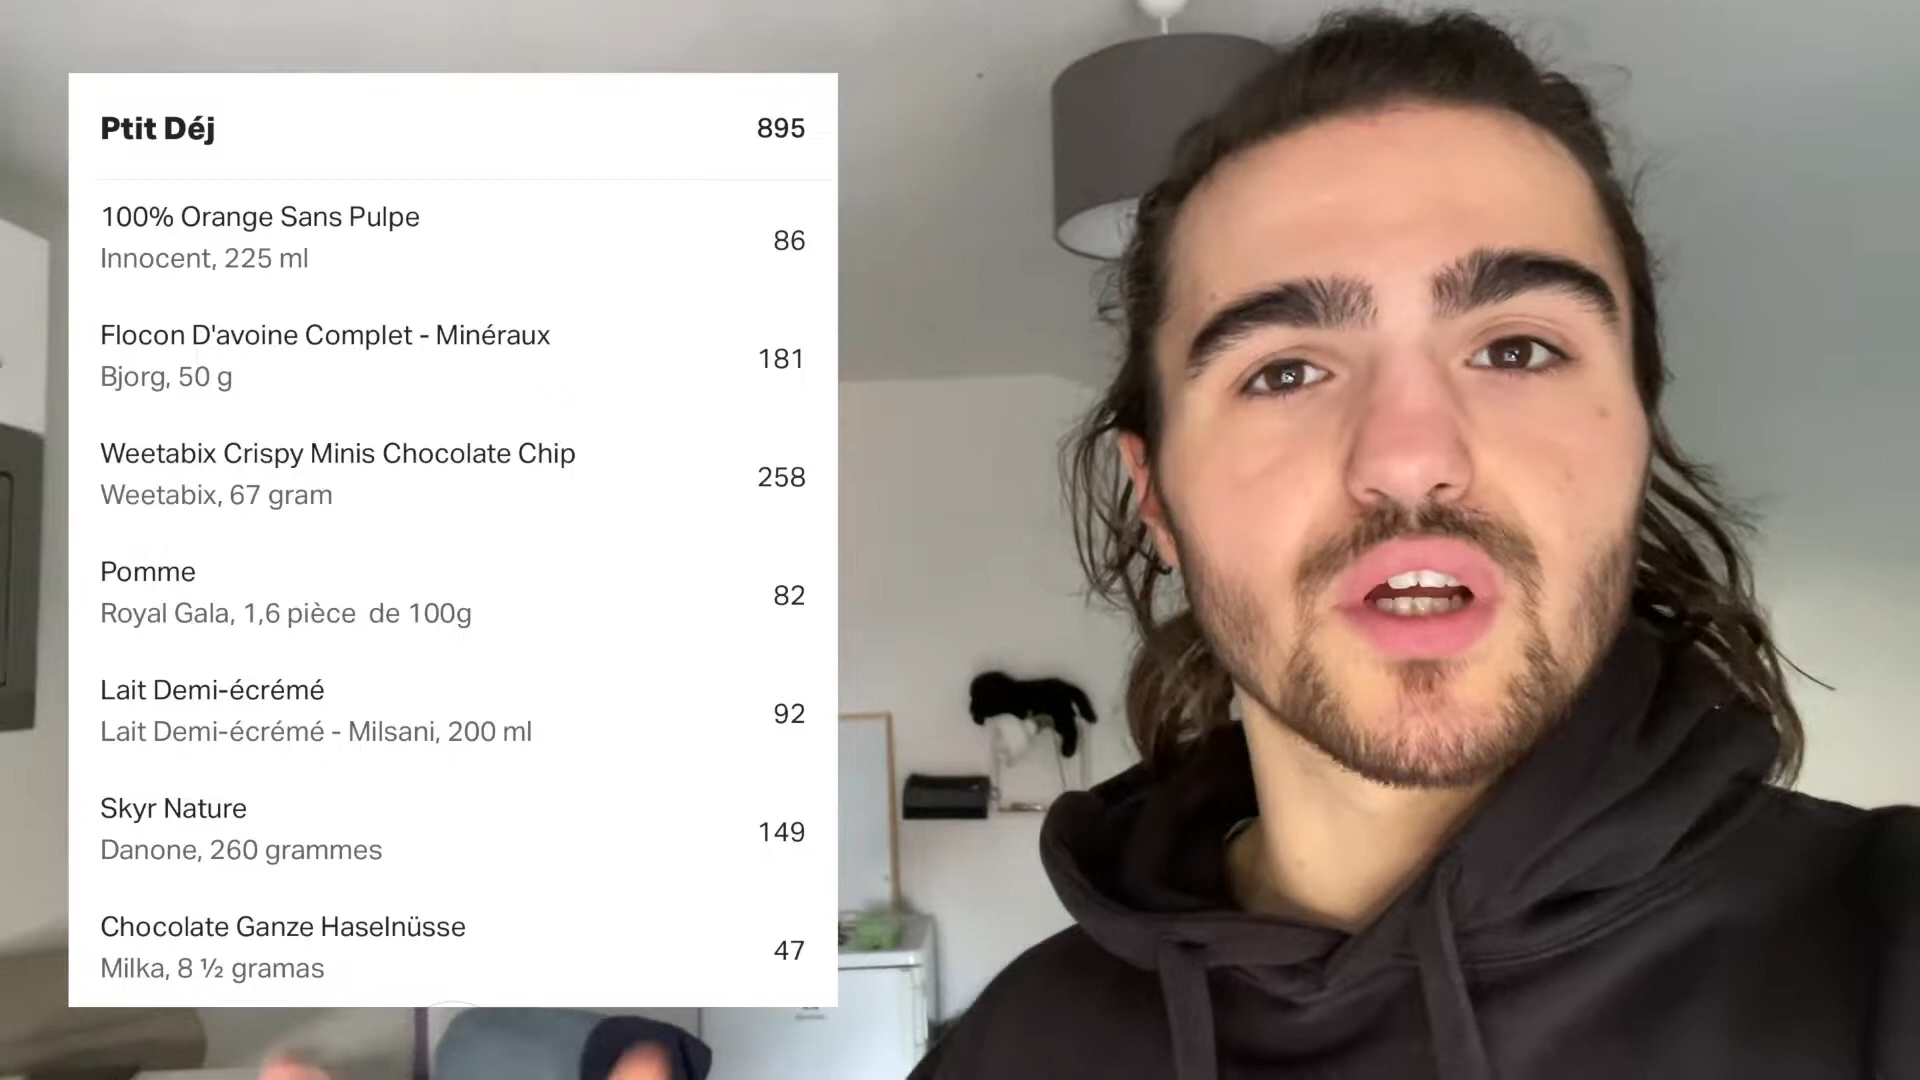 Ptit Déj 895
100% Orange Sans Pulpe
Innocent, 225 ml
86
Flocon D'avoine Complet - Minéraux
Bjorg, 50 g
181
Weetabix Crispy Minis Chocolate Chip
Weetabix, 67 gram
258
Pomme
Royal Gala, 1,6 pièce  de 100g
82
Lait Demi-écrémé
Lait Demi-écrémé - Milsani, 200 ml
92
Skyr Nature
Danone, 260 grammes
149
Chocolate Ganze Haselnüsse
Milka, 8 ½ gramas
47